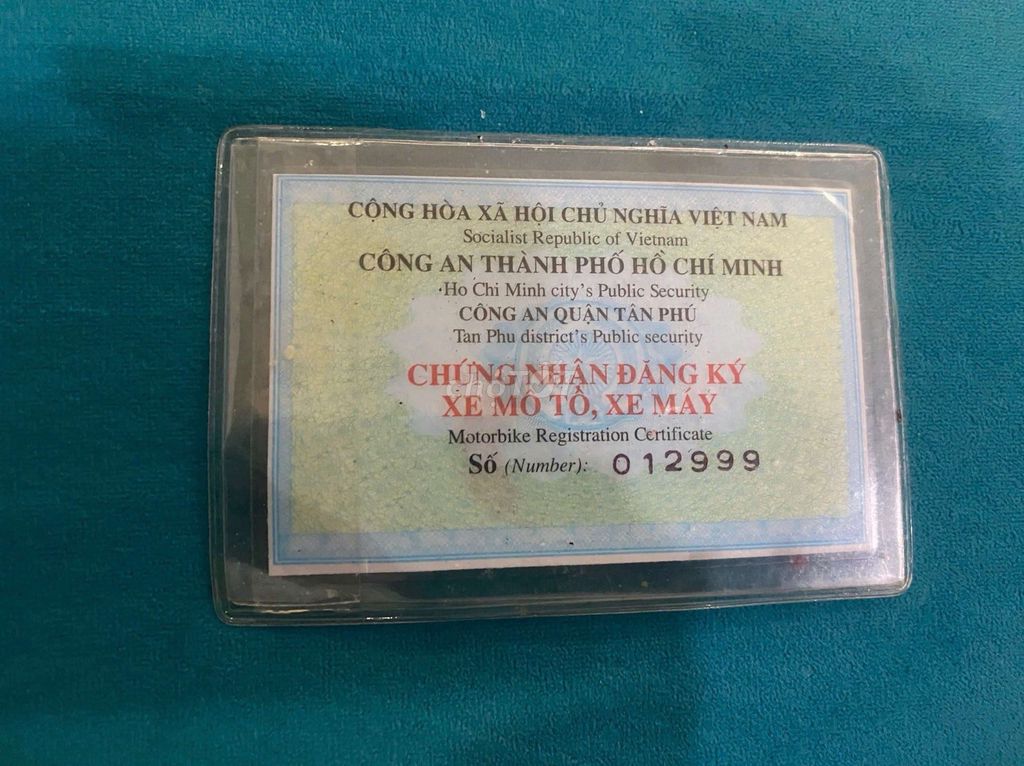 CỘNG HÒA XÃ HỘI CHỦ NGHĨA VIỆT NAM
Socialist Republic of Vietnam
CÔNG AN THÀNH PHỐ HỒ CHÍ MINH
Ho Chi Minh city's Public Security
CÔNG AN QUẬN TÂN PHÚ
Tan Phu district's Public security
CHỨNG NHẬN ĐĂNG KÝ
XE MÔ TÔ, XE MÁY
Motorbike Registration Certificate
Số (Number): 012999